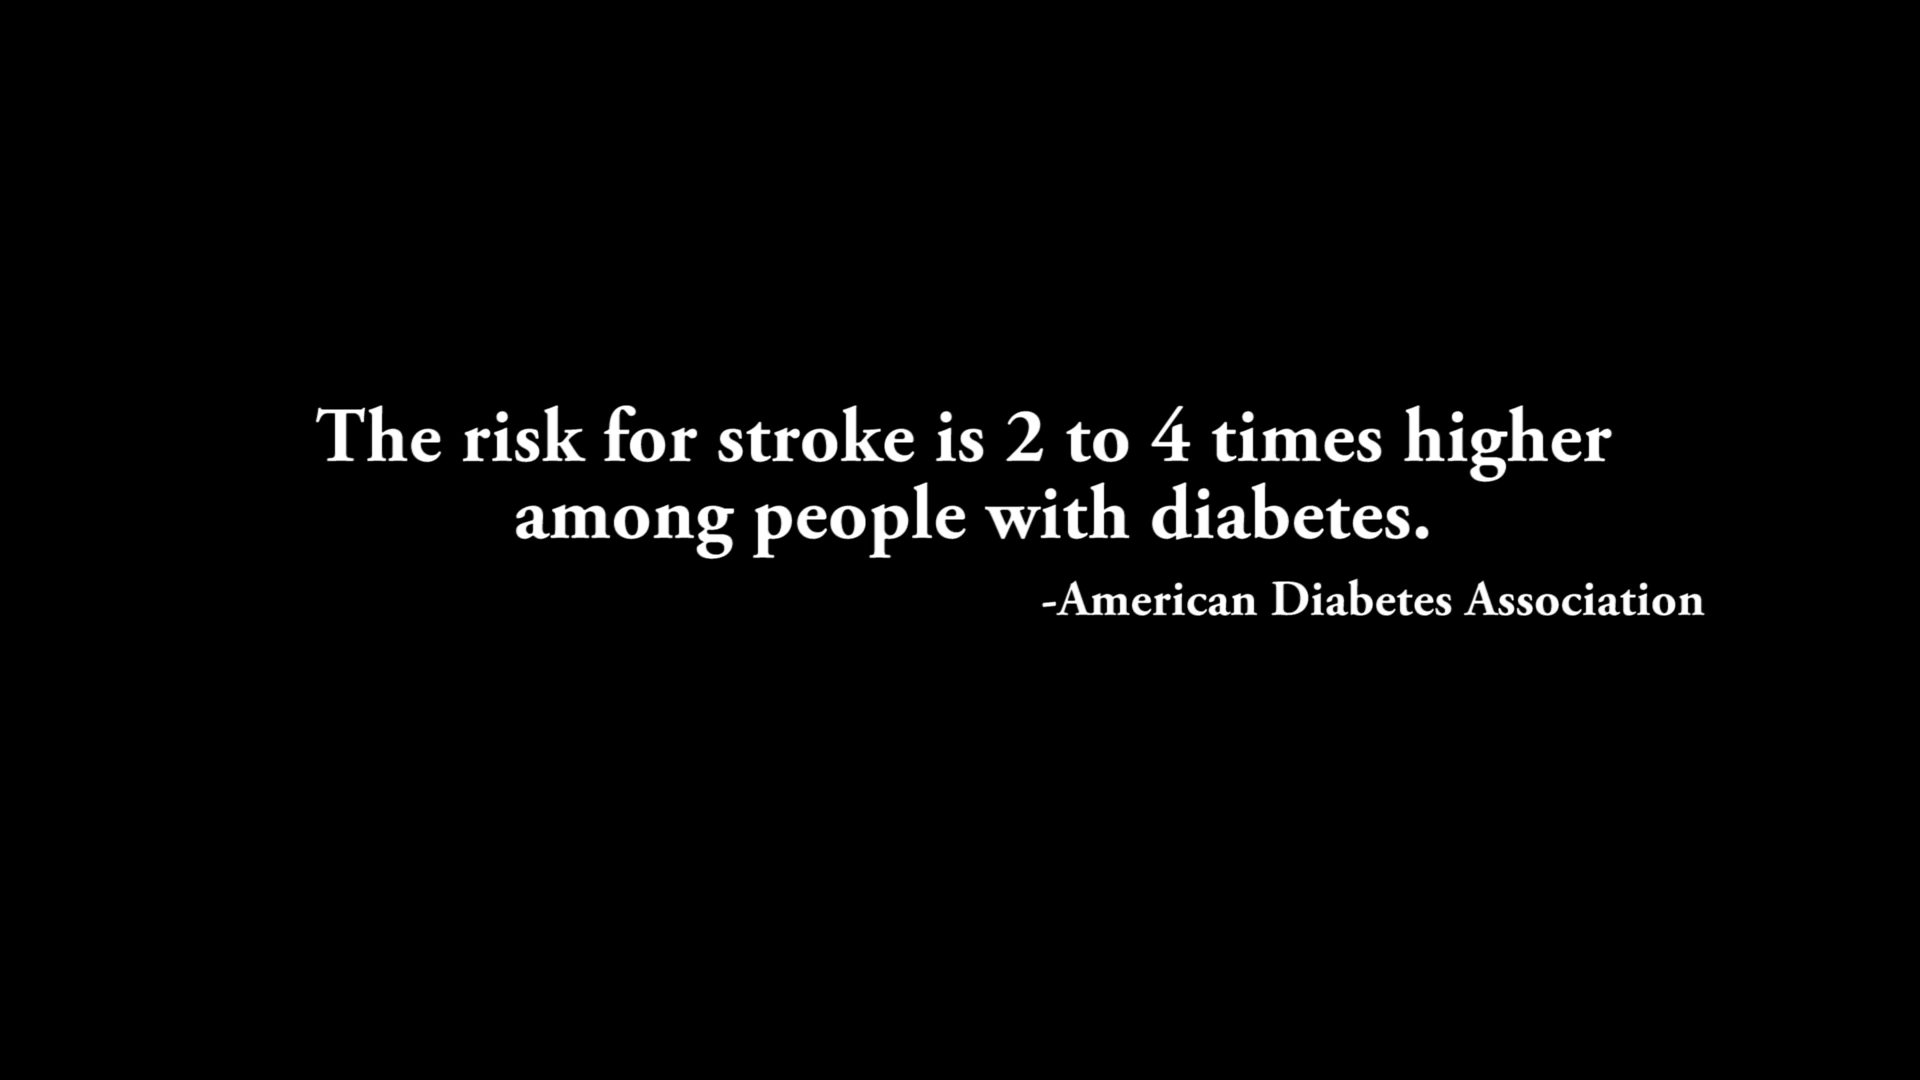 The risk for stroke is 2 to 4 times higher
among people with diabetes.
-American Diabetes Association